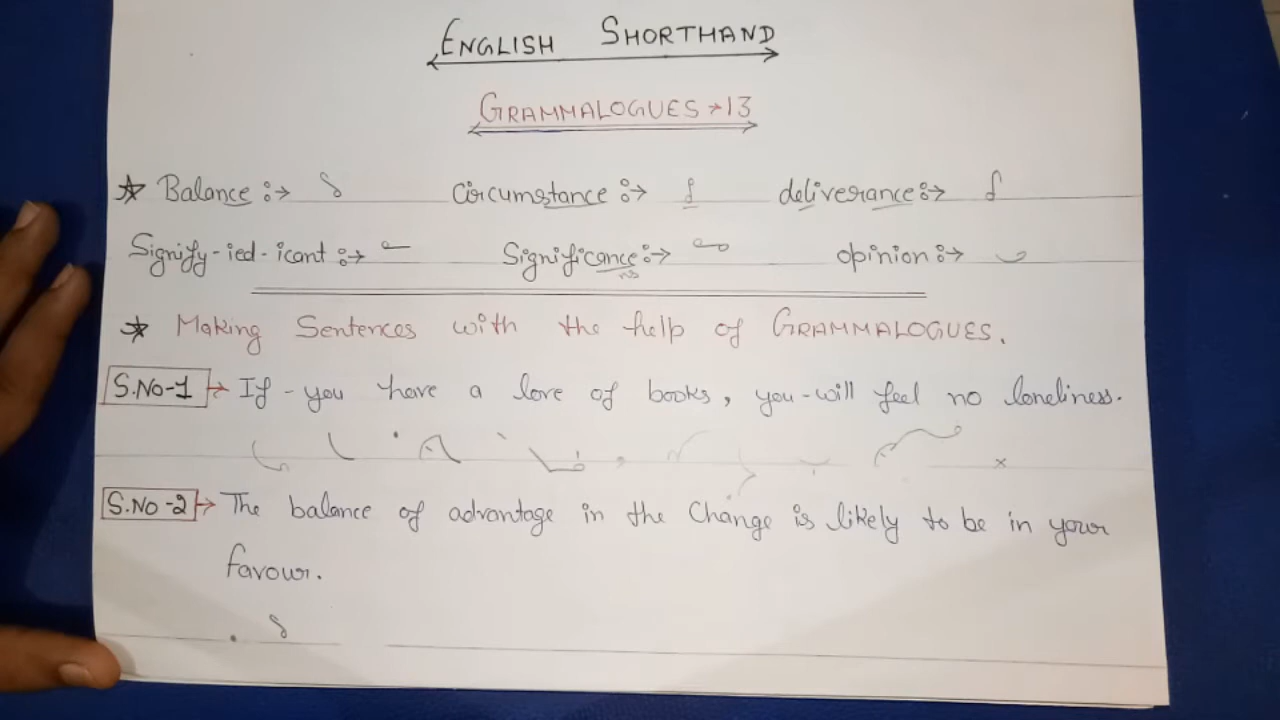 ENGLISH SHORTHAND
GRAMMALOGUES → 13
☆ Balance :→ circumstance :→ deliverance :→
Signify-ied-icant :→ Significance :→ opinion :→
ns
* Making Sentences with the help of GRAMMALOGUES.
S.No-1 → If - you have a love of books, you-will feel no loneliness.
S.No-2 → The balance of advantage in the change is likely to be in your
favour.